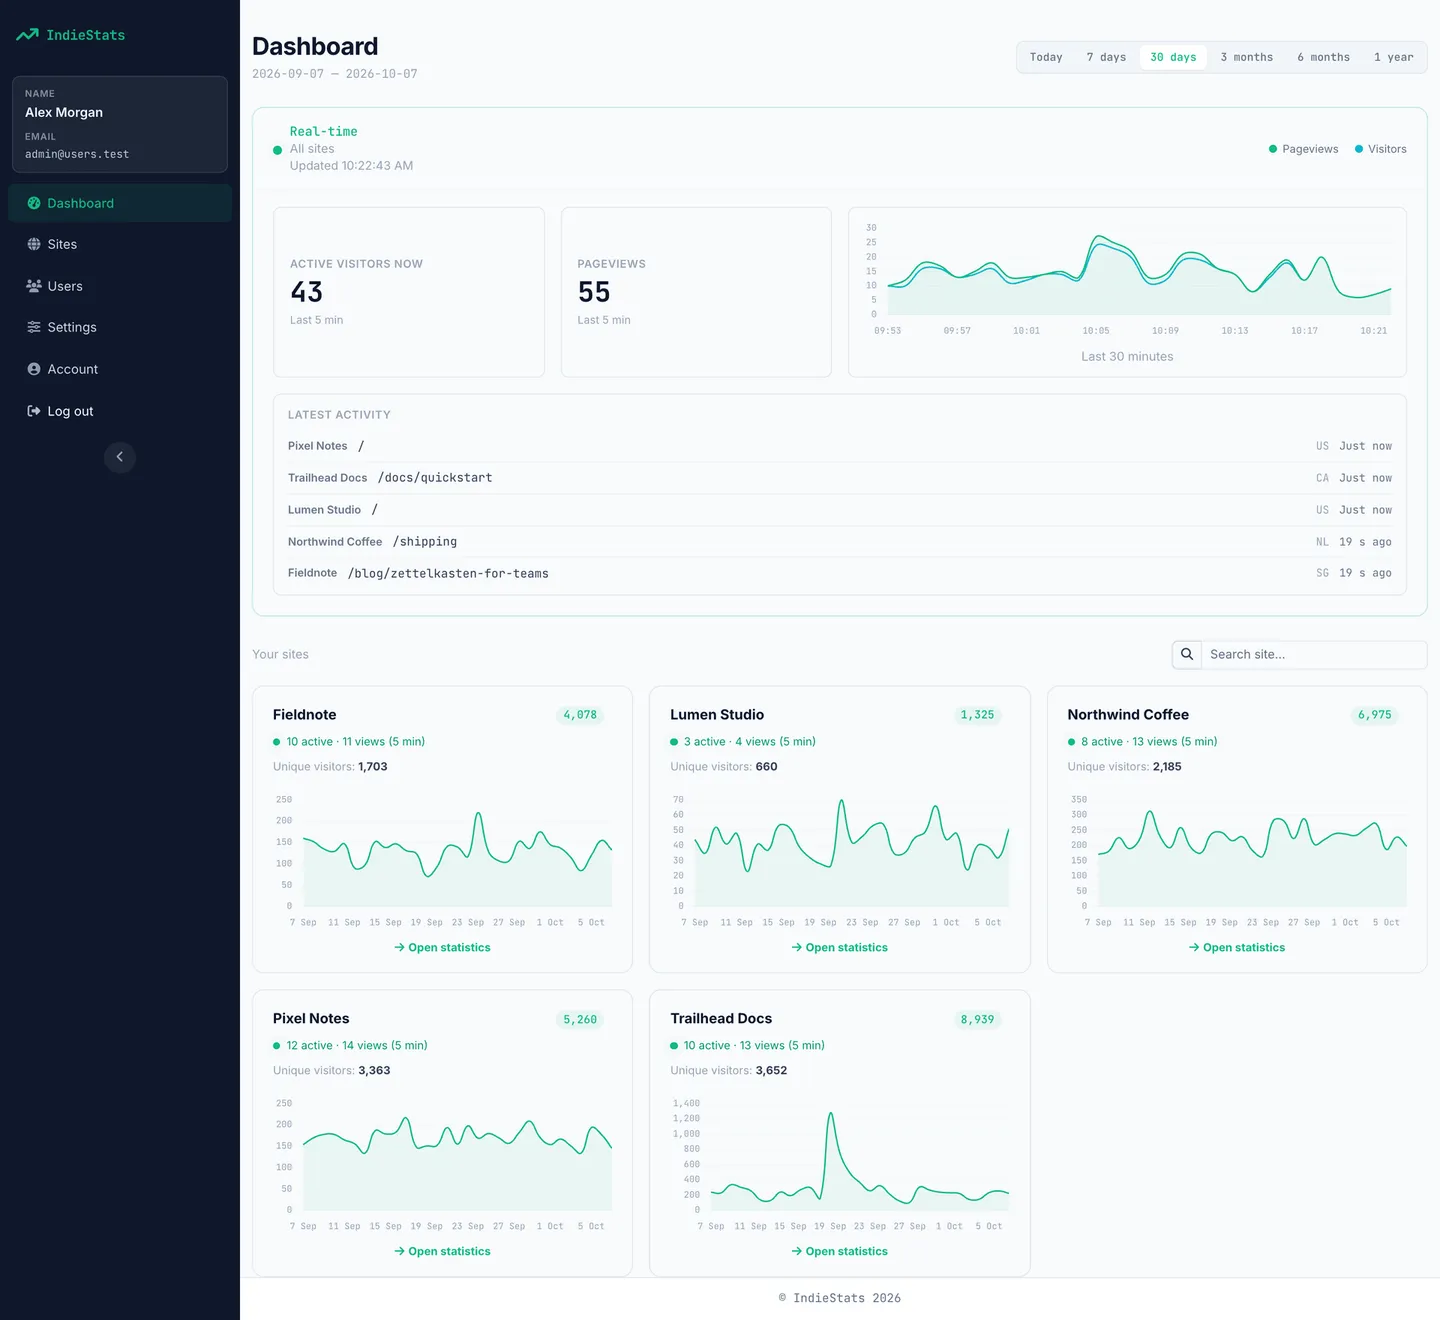 IndieStats
NAME
Alex Morgan
EMAIL
admin@users.test
Dashboard
Sites
Users
Settings
Account
Log out
Dashboard
2026-09-07 — 2026-10-07
Today 7 days 30 days 3 months 6 months 1 year
Real-time
All sites
Updated 10:22:43 AM
Pageviews Visitors
ACTIVE VISITORS NOW
43
Last 5 min
PAGEVIEWS
55
Last 5 min
30
25
20
15
10
5
0
09:53 09:57 10:01 10:05 10:09 10:13 10:17 10:21
Last 30 minutes
LATEST ACTIVITY
Pixel Notes / US Just now
Trailhead Docs /docs/quickstart CA Just now
Lumen Studio / US Just now
Northwind Coffee /shipping NL 19 s ago
Fieldnote /blog/zettelkasten-for-teams SG 19 s ago
Your sites
Search site...
Fieldnote 4,078
10 active · 11 views (5 min)
Unique visitors: 1,703
250
200
150
100
50
0
7 Sep 11 Sep 15 Sep 19 Sep 23 Sep 27 Sep 1 Oct 5 Oct
→ Open statistics
Lumen Studio 1,325
3 active · 4 views (5 min)
Unique visitors: 660
70
60
50
40
30
20
10
0
7 Sep 11 Sep 15 Sep 19 Sep 23 Sep 27 Sep 1 Oct 5 Oct
→ Open statistics
Northwind Coffee 6,975
8 active · 13 views (5 min)
Unique visitors: 2,185
350
300
250
200
150
100
50
0
7 Sep 11 Sep 15 Sep 19 Sep 23 Sep 27 Sep 1 Oct 5 Oct
→ Open statistics
Pixel Notes 5,260
12 active · 14 views (5 min)
Unique visitors: 3,363
250
200
150
100
50
0
7 Sep 11 Sep 15 Sep 19 Sep 23 Sep 27 Sep 1 Oct 5 Oct
→ Open statistics
Trailhead Docs 8,939
10 active · 13 views (5 min)
Unique visitors: 3,652
1,400
1,200
1,000
800
600
400
200
0
7 Sep 11 Sep 15 Sep 19 Sep 23 Sep 27 Sep 1 Oct 5 Oct
→ Open statistics
© IndieStats 2026